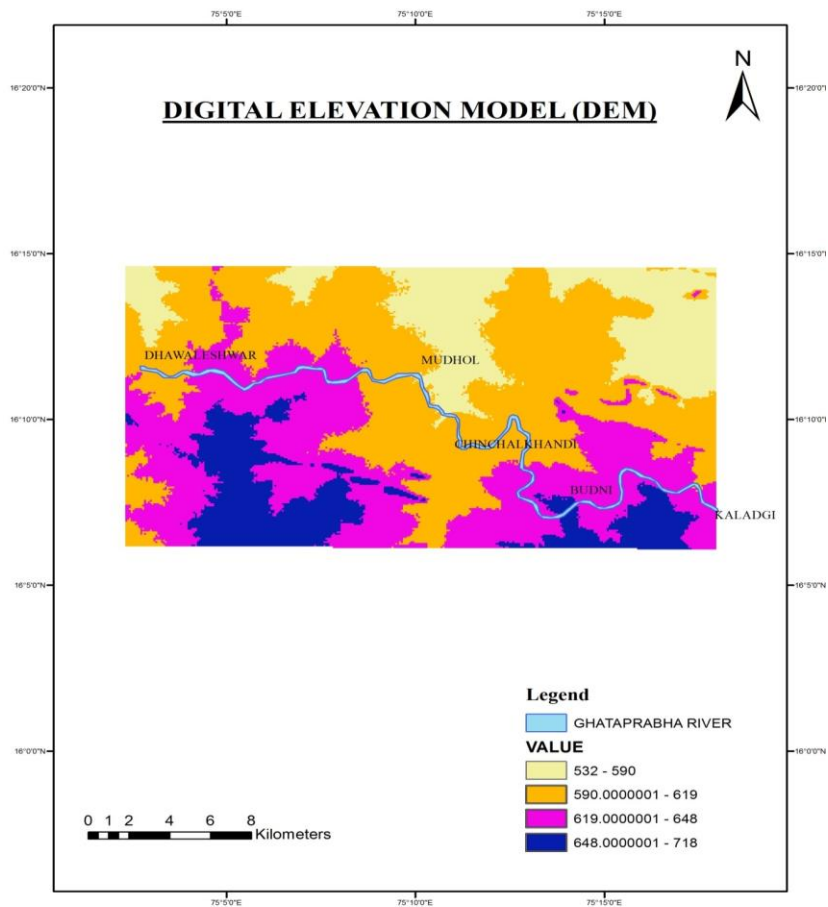 75°5'0"E 75°10'0"E 75°15'0"E
N
16°20'0"N 16°20'0"N
DIGITAL ELEVATION MODEL (DEM)
16°15'0"N 16°15'0"N
DHAWALESHWAR
MUDHOL
16°10'0"N 16°10'0"N
CHINCHALKHANDI
BUDNI
KALADGI
16°5'0"N 16°5'0"N
Legend
GHATAPRABHA RIVER
VALUE
16°0'0"N 16°0'0"N
532 - 590
590.0000001 - 619
619.0000001 - 648
648.0000001 - 718
0 1 2 4 6 8
Kilometers
75°5'0"E 75°10'0"E 75°15'0"E